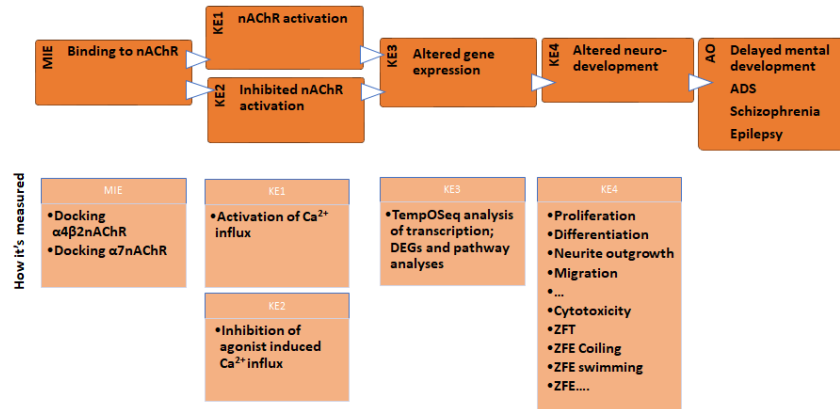 MIE
Binding to nAChR
KE1
nAChR activation
KE2
Inhibited nAChR
activation
KE3
Altered gene
expression
KE4
Altered neuro-
development
AO
Delayed mental
development
ADS
Schizophrenia
Epilepsy
How it's measured
MIE
•Docking
α4β2nAChR
•Docking α7nAChR
KE1
•Activation of Ca²⁺
influx
KE2
•Inhibition of
agonist induced
Ca²⁺ influx
KE3
•TempOSeq analysis
of transcription;
DEGs and pathway
analyses
KE4
•Proliferation
•Differentiation
•Neurite outgrowth
•Migration
•…
•Cytotoxicity
•ZFT
•ZFE Coiling
•ZFE swimming
•ZFE….